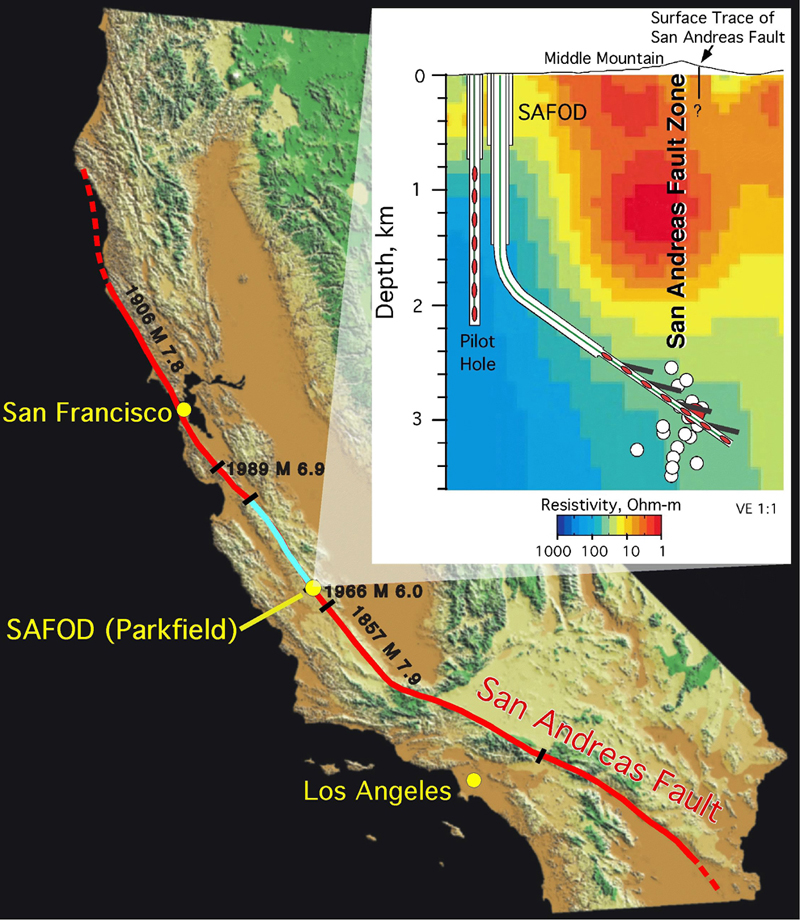 Surface Trace of
San Andreas Fault
Middle Mountain
0
1
2
3
Depth, km
SAFOD
?
San Andreas Fault Zone
Pilot
Hole
Resistivity, Ohm-m
VE 1:1
1000 100 10 1
1906 M 7.8
San Francisco
1989 M 6.9
1966 M 6.0
SAFOD (Parkfield)
1857 M 7.9
San Andreas Fault
Los Angeles